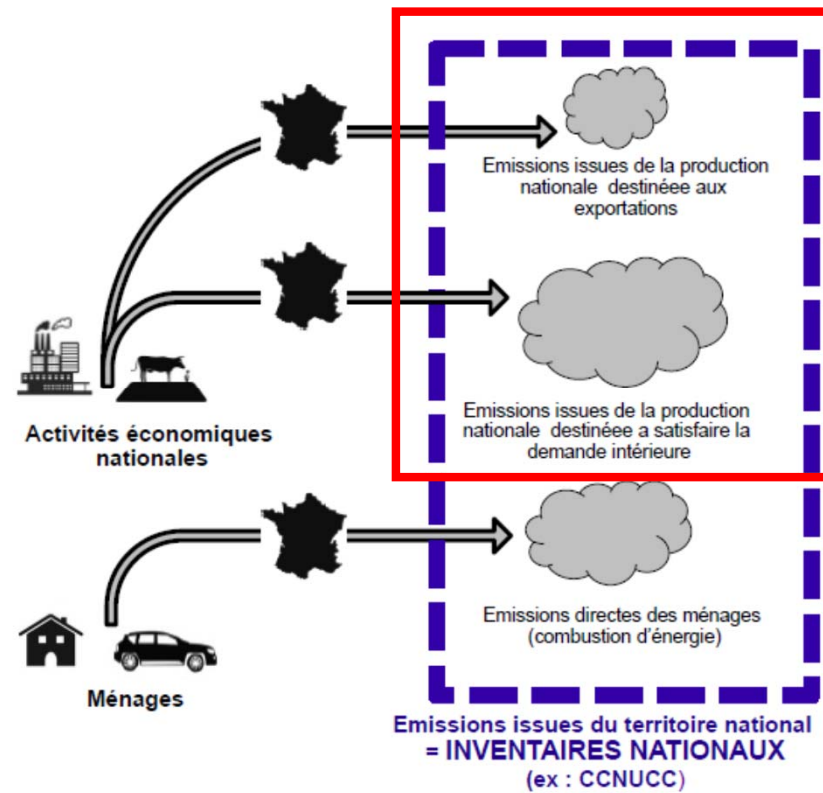 Emissions issues de la production
nationale destinéee aux
exportations
Emissions issues de la production
nationale destinéee a satisfaire la
demande intérieure
Activités économiques
nationales
Emissions directes des ménages
(combustion d'énergie)
Ménages
Emissions issues du territoire national
= INVENTAIRES NATIONAUX
(ex : CCNUCC)